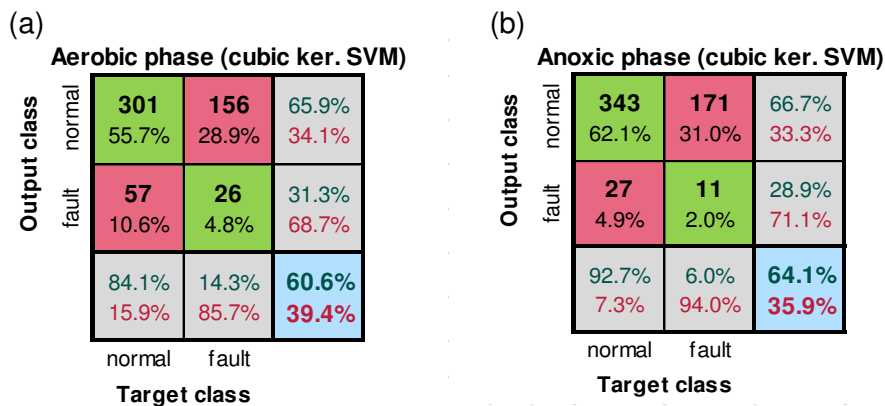 (a)
Aerobic phase (cubic ker. SVM)
Output class
normal
fault
301
55.7%
156
28.9%
65.9%
34.1%
57
10.6%
26
4.8%
31.3%
68.7%
84.1%
15.9%
14.3%
85.7%
60.6%
39.4%
normal
fault
Target class
(b)
Anoxic phase (cubic ker. SVM)
Output class
normal
fault
343
62.1%
171
31.0%
66.7%
33.3%
27
4.9%
11
2.0%
28.9%
71.1%
92.7%
7.3%
6.0%
94.0%
64.1%
35.9%
normal
fault
Target class